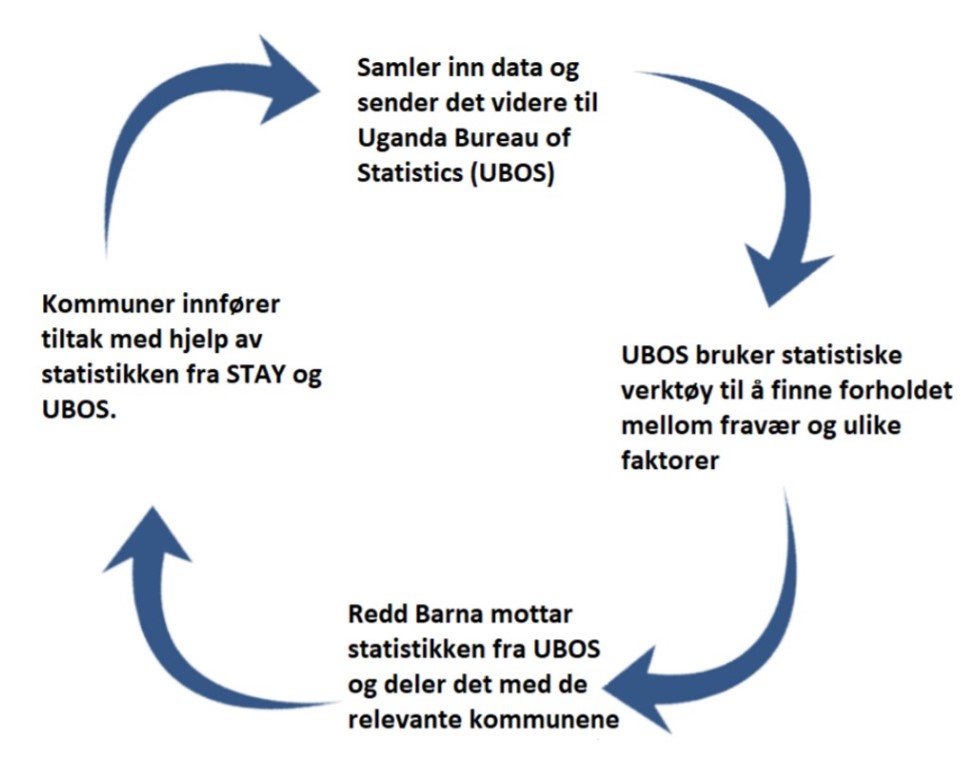 Samler inn data og
sender det videre til
Uganda Bureau of
Statistics (UBOS)
UBOS bruker statistiske
verktøy til å finne forholdet
mellom fravær og ulike
faktorer
Redd Barna mottar
statistikken fra UBOS
og deler det med de
relevante kommunene
Kommuner innfører
tiltak med hjelp av
statistikken fra STAY og
UBOS.